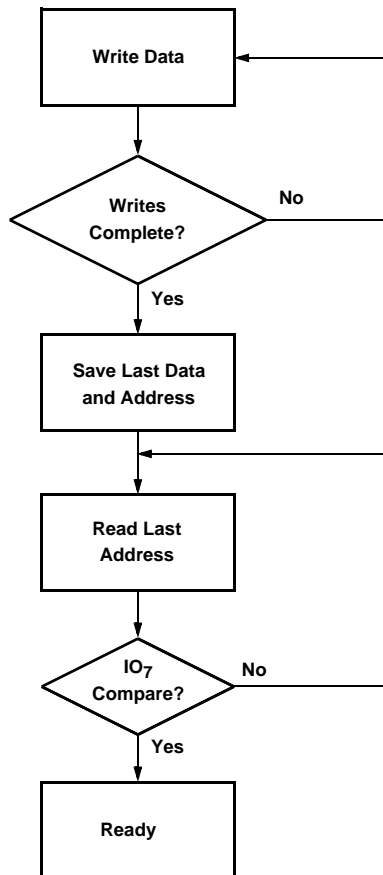 Write Data
Writes
Complete?
No
Yes
Save Last Data
and Address
Read Last
Address
IO7
Compare?
No
Yes
Ready